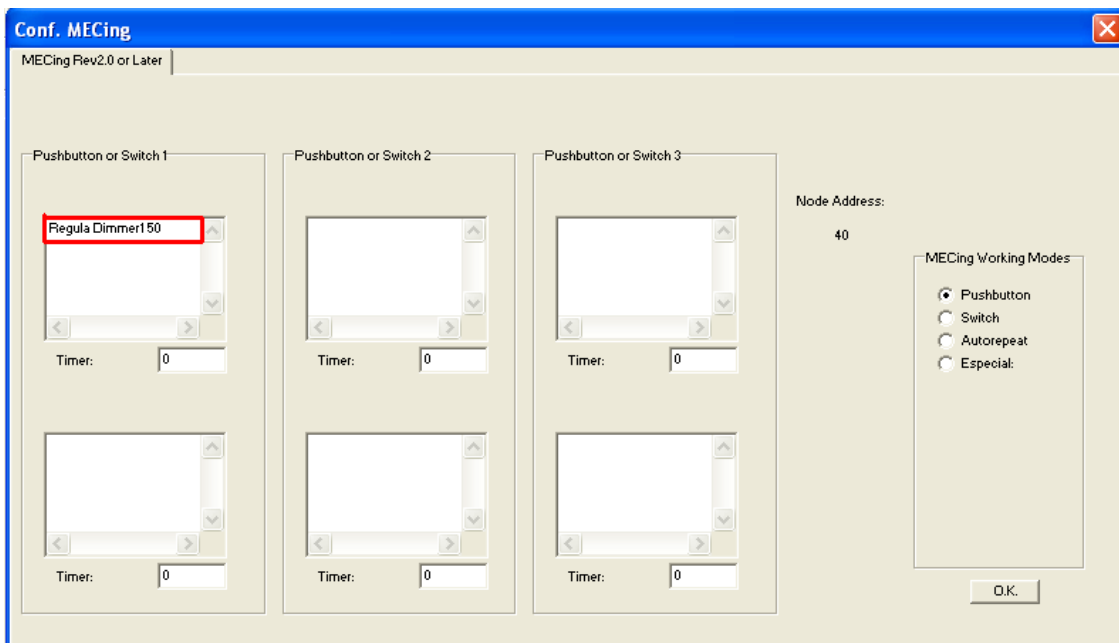 Conf. MECing
MECing Rev2.0 or Later
Pushbutton or Switch 1
Pushbutton or Switch 2
Pushbutton or Switch 3
Regula Dimmer150
Node Address:
40
MECing Working Modes
Pushbutton
Switch
Autorepeat
Especial:
Timer: 0
Timer: 0
Timer: 0
Timer: 0
Timer: 0
Timer: 0
O.K.